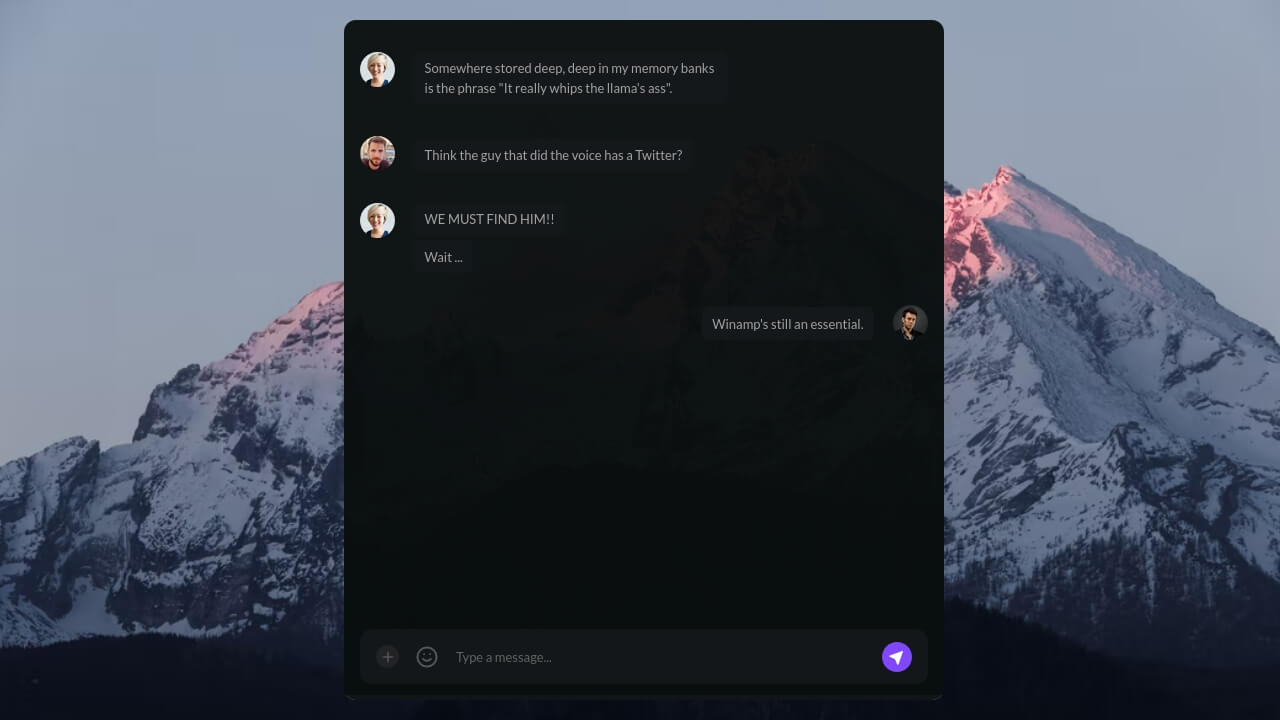 Somewhere stored deep, deep in my memory banks
is the phrase "It really whips the llama's ass".
Think the guy that did the voice has a Twitter?
WE MUST FIND HIM!!
Wait ...
Winamp's still an essential.
Type a message...